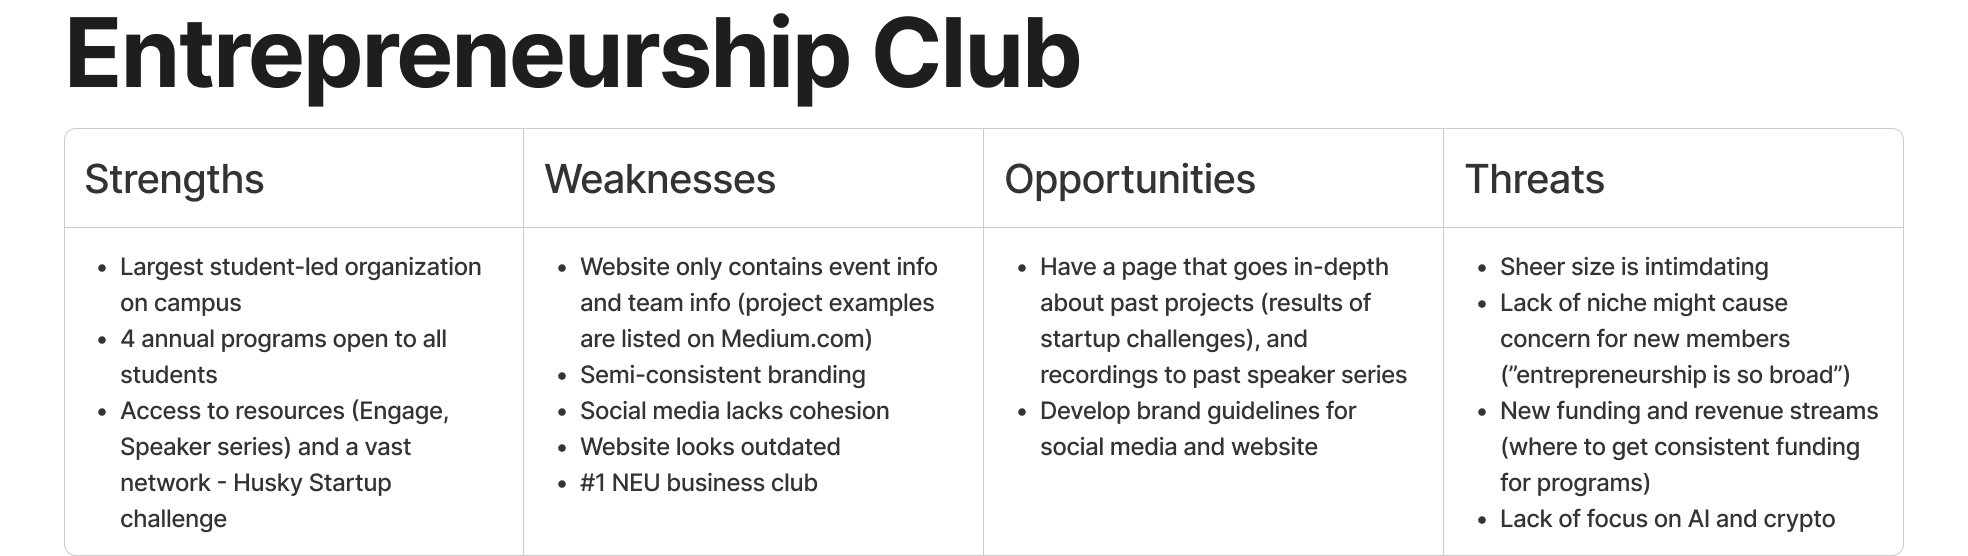 Entrepreneurship Club
Strengths
Weaknesses
Opportunities
Threats
• Largest student-led organization
on campus
• 4 annual programs open to all
students
• Access to resources (Engage,
Speaker series) and a vast
network - Husky Startup
challenge
• Website only contains event info
and team info (project examples
are listed on Medium.com)
• Semi-consistent branding
• Social media lacks cohesion
• Website looks outdated
• #1 NEU business club
• Have a page that goes in-depth
about past projects (results of
startup challenges), and
recordings to past speaker series
• Develop brand guidelines for
social media and website
• Sheer size is intimdating
• Lack of niche might cause
concern for new members
(”entrepreneurship is so broad”)
• New funding and revenue streams
(where to get consistent funding
for programs)
• Lack of focus on AI and crypto